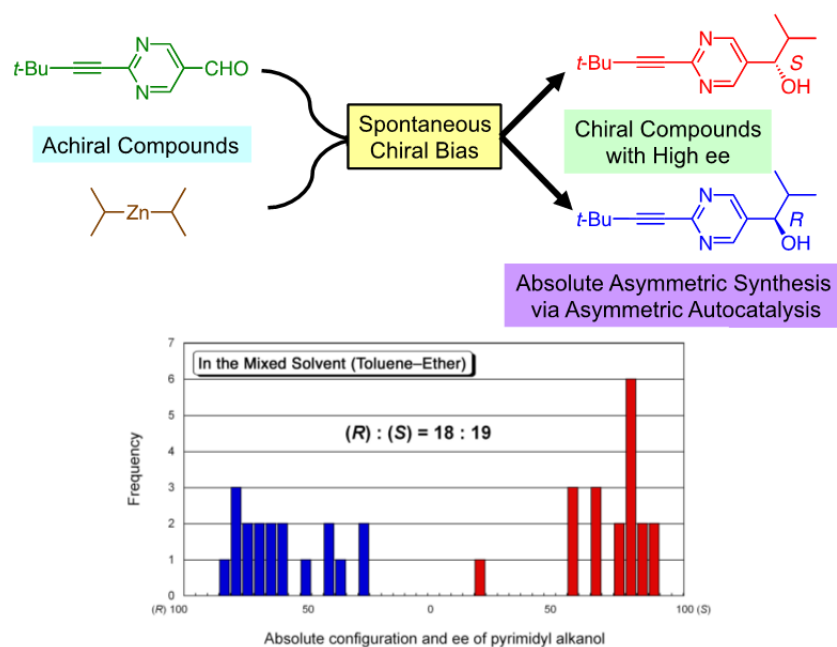 t-Bu
N
N
CHO
Achiral Compounds
Zn
Spontaneous
Chiral Bias
t-Bu
N
N
S
OH
Chiral Compounds
with High ee
t-Bu
N
N
R
OH
Absolute Asymmetric Synthesis
via Asymmetric Autocatalysis
In the Mixed Solvent (Toluene–Ether)
(R) : (S) = 18 : 19
Frequency
7
6
5
4
3
2
1
0
(R) 100
50
0
50
100 (S)
Absolute configuration and ee of pyrimidyl alkanol